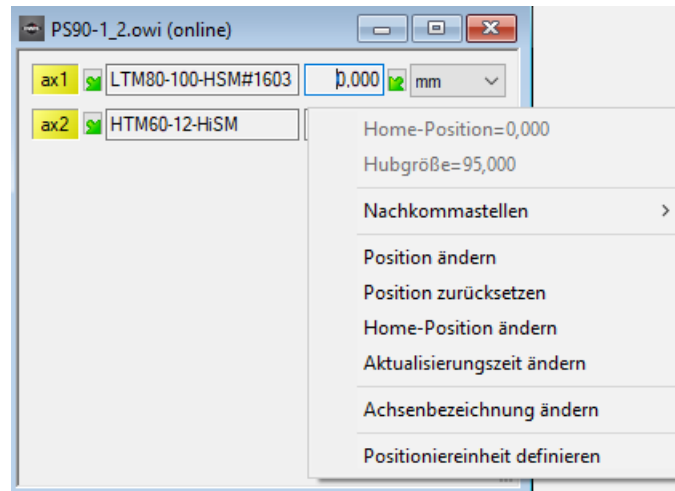 PS90-1_2.owi (online)
ax1 LTM80-100-HSM#1603 0,000 mm
ax2 HTM60-12-HiSM
Home-Position=0,000
Hubgröße=95,000
Nachkommastellen
Position ändern
Position zurücksetzen
Home-Position ändern
Aktualisierungszeit ändern
Achsenbezeichnung ändern
Positioniereinheit definieren